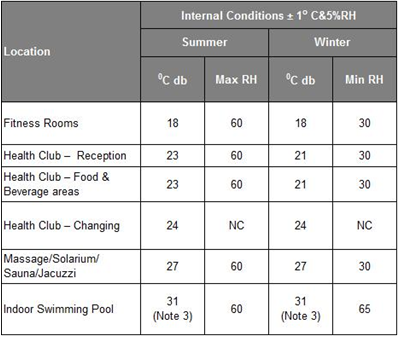 Location
Internal Conditions ± 1⁰ C&5%RH
Summer Winter
⁰C db Max RH ⁰C db Min RH
Fitness Rooms 18 60 18 30
Health Club – Reception 23 60 21 30
Health Club – Food &
Beverage areas 23 60 21 30
Health Club – Changing 24 NC 24 NC
Massage/Solarium/
Sauna/Jacuzzi 27 60 27 30
Indoor Swimming Pool 31 60 31 65
(Note 3) (Note 3)